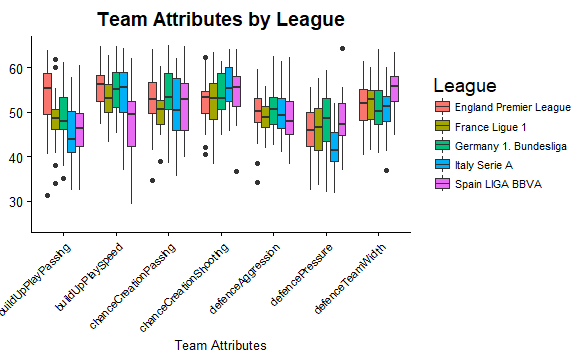 Team Attributes by League
60
50
40
30
buildUpPlayPassing
buildUpPlaySpeed
chanceCreationPassing
chanceCreationShooting
defenceAggression
defencePressure
defenceTeamWidth
Team Attributes
League
England Premier League
France Ligue 1
Germany 1. Bundesliga
Italy Serie A
Spain LIGA BBVA